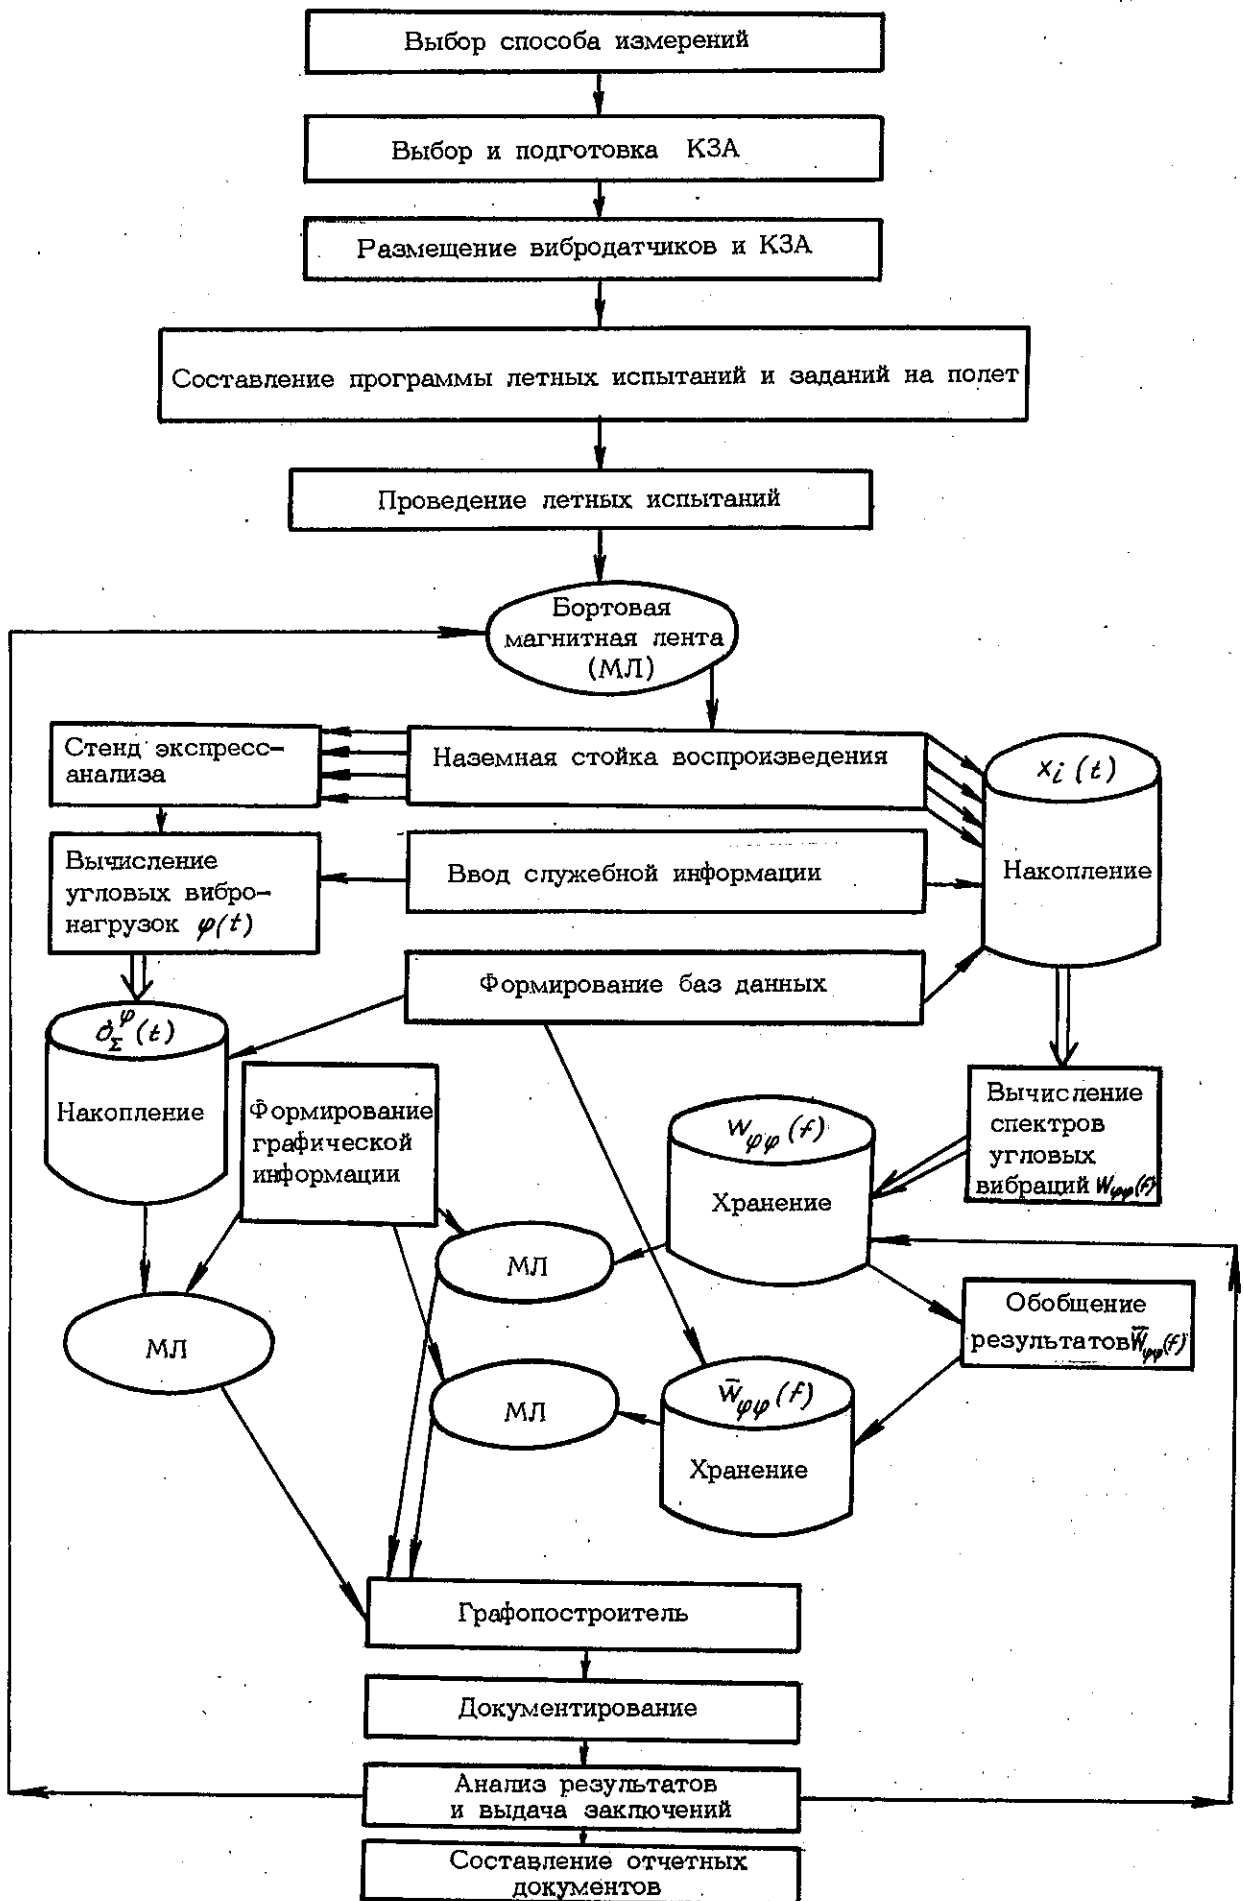 Выбор способа измерений
Выбор и подготовка КЗА
Размещение вибродатчиков и КЗА
Составление программы летных испытаний и заданий на полет
Проведение летных испытаний
Бортовая
магнитная лента
(МЛ)
Стенд экспресс-
анализа
Наземная стойка воспроизведения
x_i(t)
Накопление
Вычисление
угловых вибро-
нагрузок φ(t)
Ввод служебной информации
Формирование баз данных
σ_Σ^φ(t)
Накопление
Формирование
графической
информации
W_φφ(f)
Хранение
Вычисление
спектров
угловых
вибраций W_φφ(f)
МЛ
МЛ
Обобщение
результатов W̄_φφ(f)
МЛ
W̄_φφ(f)
Хранение
Графопостроитель
Документирование
Анализ результатов
и выдача заключений
Составление отчетных
документов